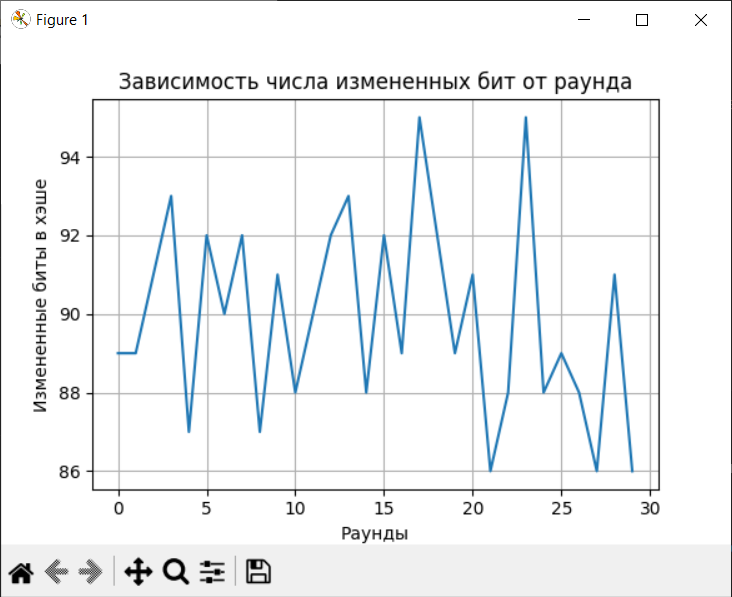 Figure 1
Зависимость числа измененных бит от раунда
Измененные биты в хэше
94
92
90
88
86
0 5 10 15 20 25 30
Раунды